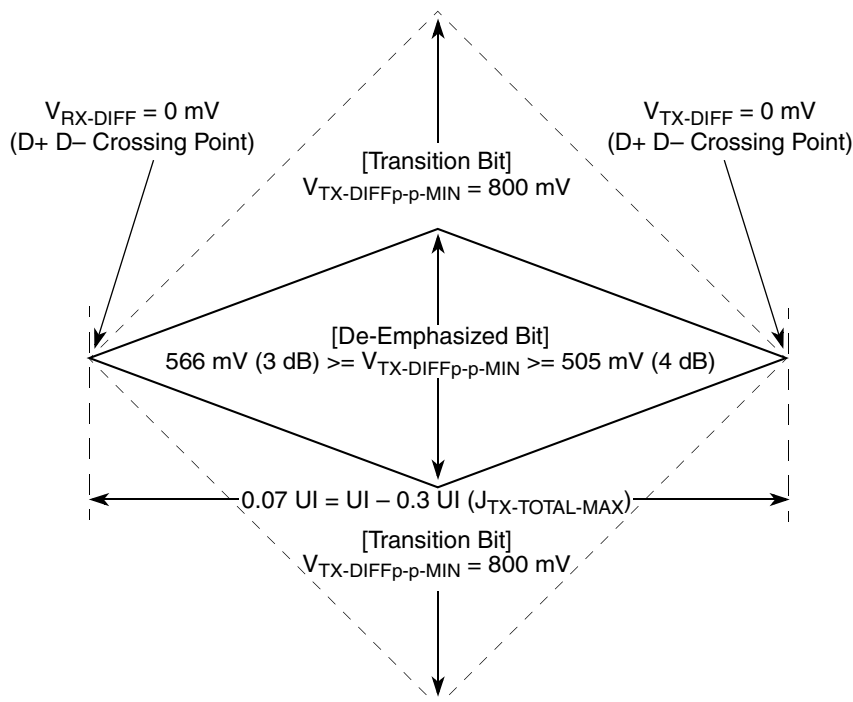 V_RX-DIFF = 0 mV
(D+ D– Crossing Point)
V_TX-DIFF = 0 mV
(D+ D– Crossing Point)
[Transition Bit]
V_TX-DIFFp-p-MIN = 800 mV
[De-Emphasized Bit]
566 mV (3 dB) >= V_TX-DIFFp-p-MIN >= 505 mV (4 dB)
0.07 UI = UI – 0.3 UI (J_TX-TOTAL-MAX)
[Transition Bit]
V_TX-DIFFp-p-MIN = 800 mV